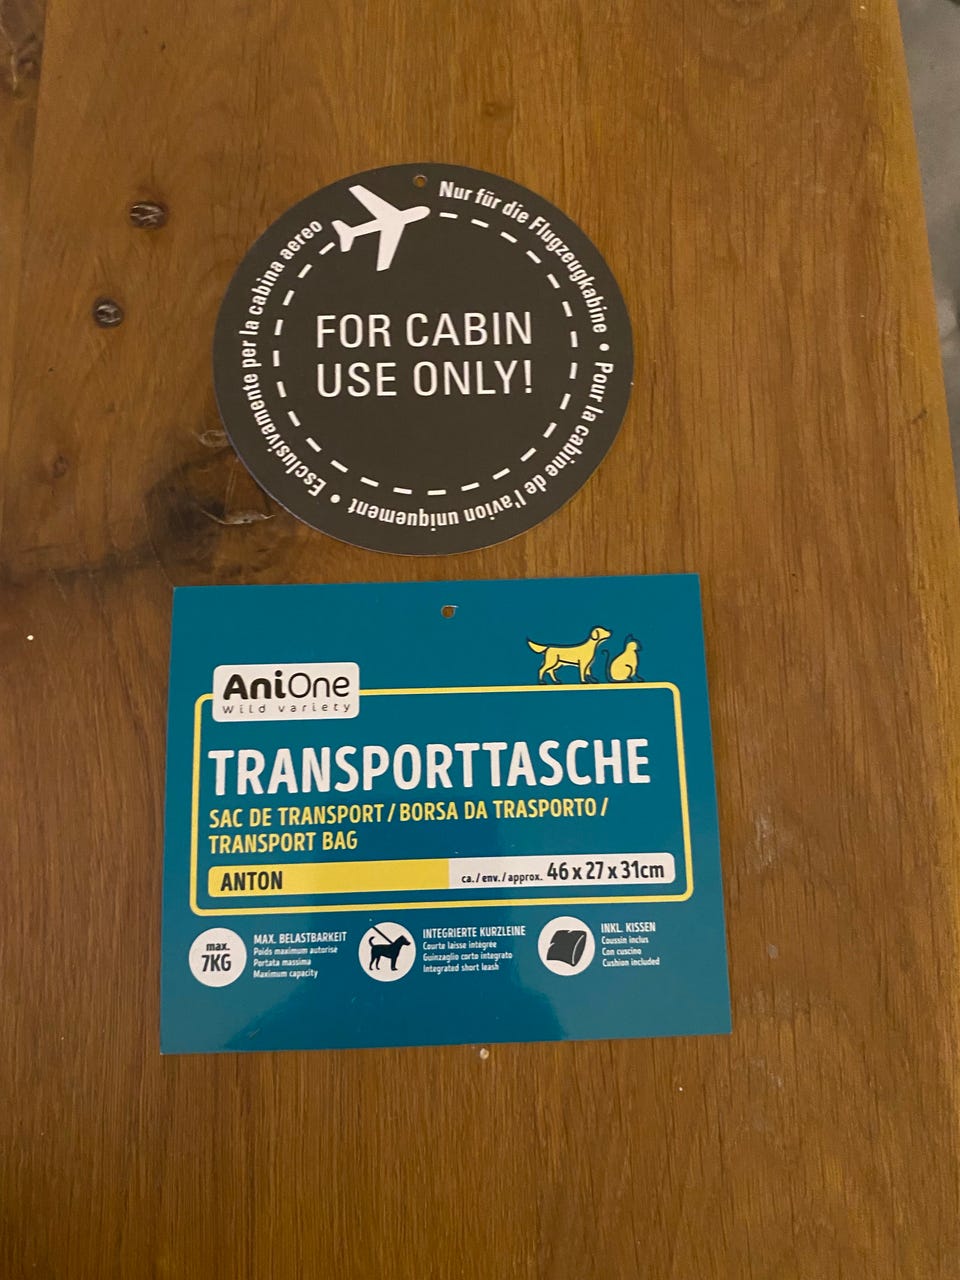 Nur für die Flugzeugkabine • Pour la cabine de l'avion uniquement • Esclusivamente per la cabina aereo
FOR CABIN
USE ONLY!
AniOne
Wild variety
TRANSPORTTASCHE
SAC DE TRANSPORT / BORSA DA TRASPORTO /
TRANSPORT BAG
ANTON
ca./env./approx. 46 x 27 x 31cm
max.
7KG
MAX. BELASTBARKEIT
Poids maximum autorise
Portata massima
Maximum capacity
INTEGRIERTE KURZLEINE
Courte laisse intégrée
Guinzaglio corto integrato
Integrated short leash
INKL. KISSEN
Coussin inclus
Con cuscino
Cushion included